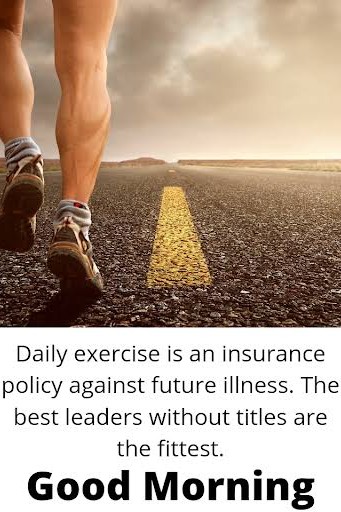 Daily exercise is an insurance
policy against future illness. The
best leaders without titles are
the fittest.
Good Morning